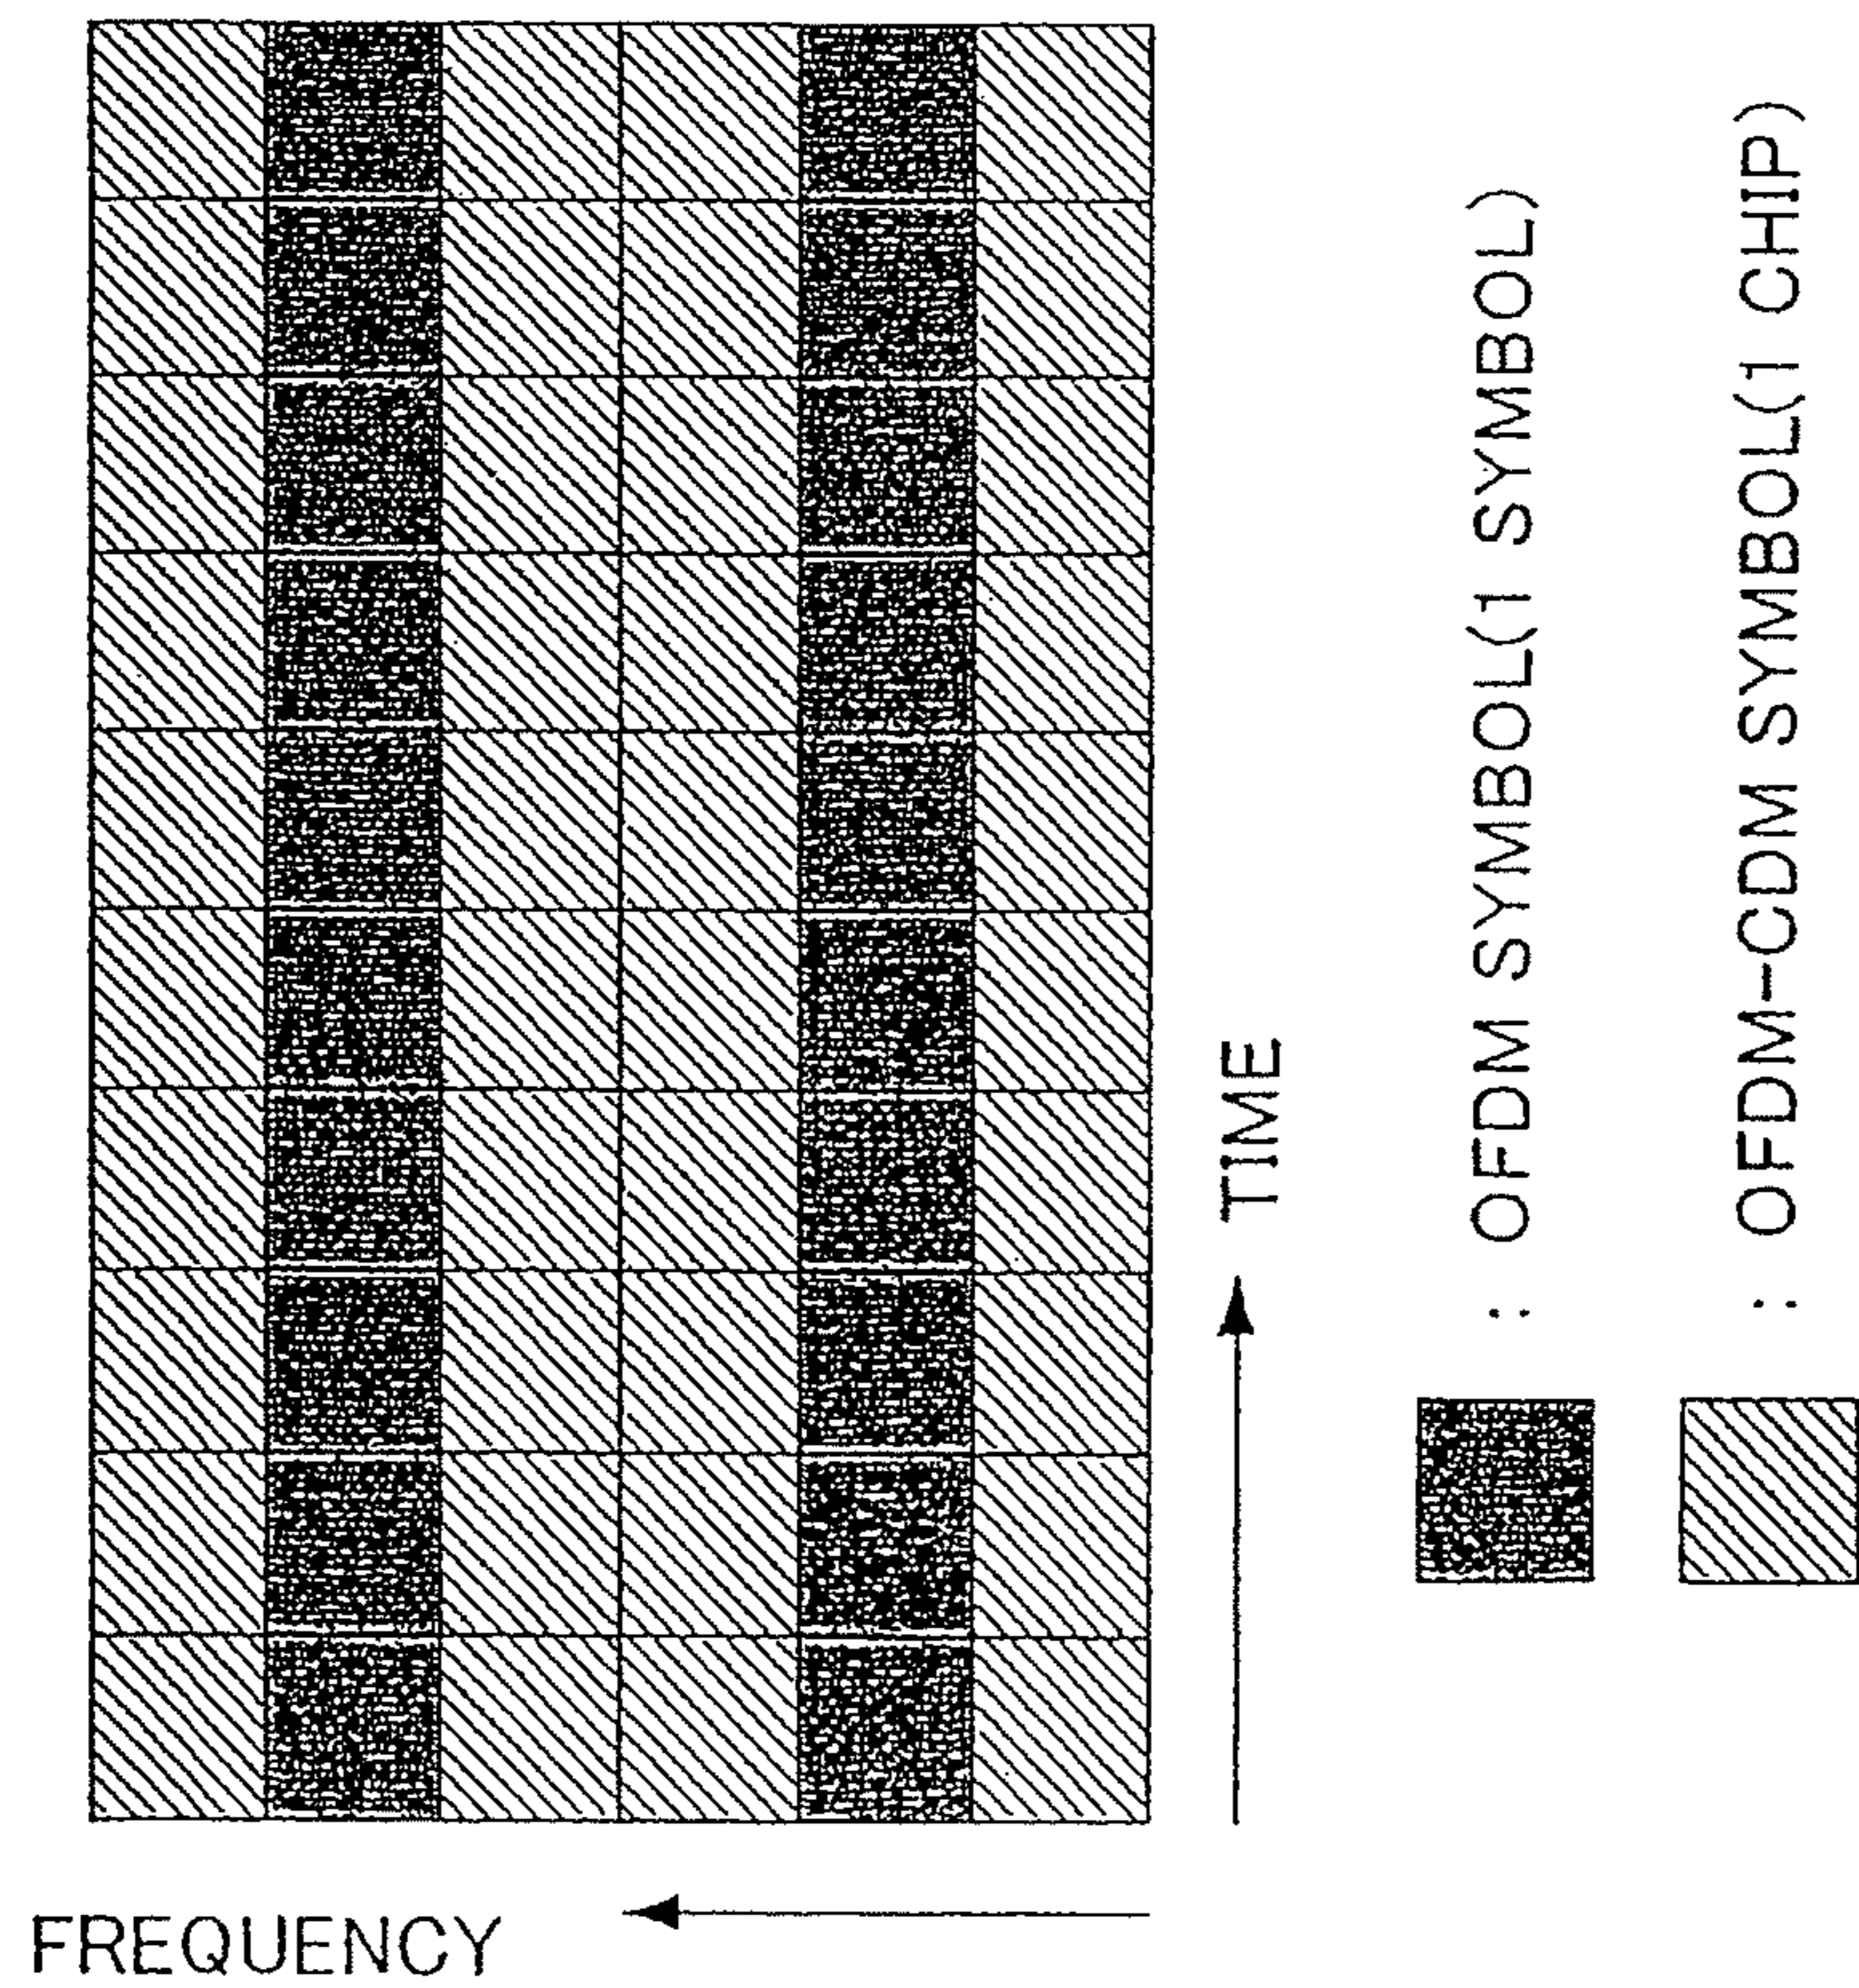 FREQUENCY
TIME
: OFDM SYMBOL(1 SYMBOL)
: OFDM-CDM SYMBOL(1 CHIP)